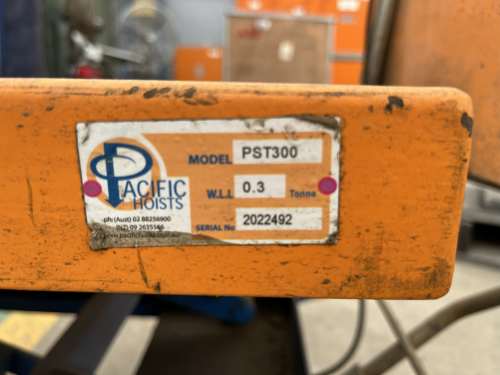 PACIFIC
HOISTS
ph (Aust) 02 88256900
MODEL PST300
W.L.L 0.3 Tonne
SERIAL No 2022492